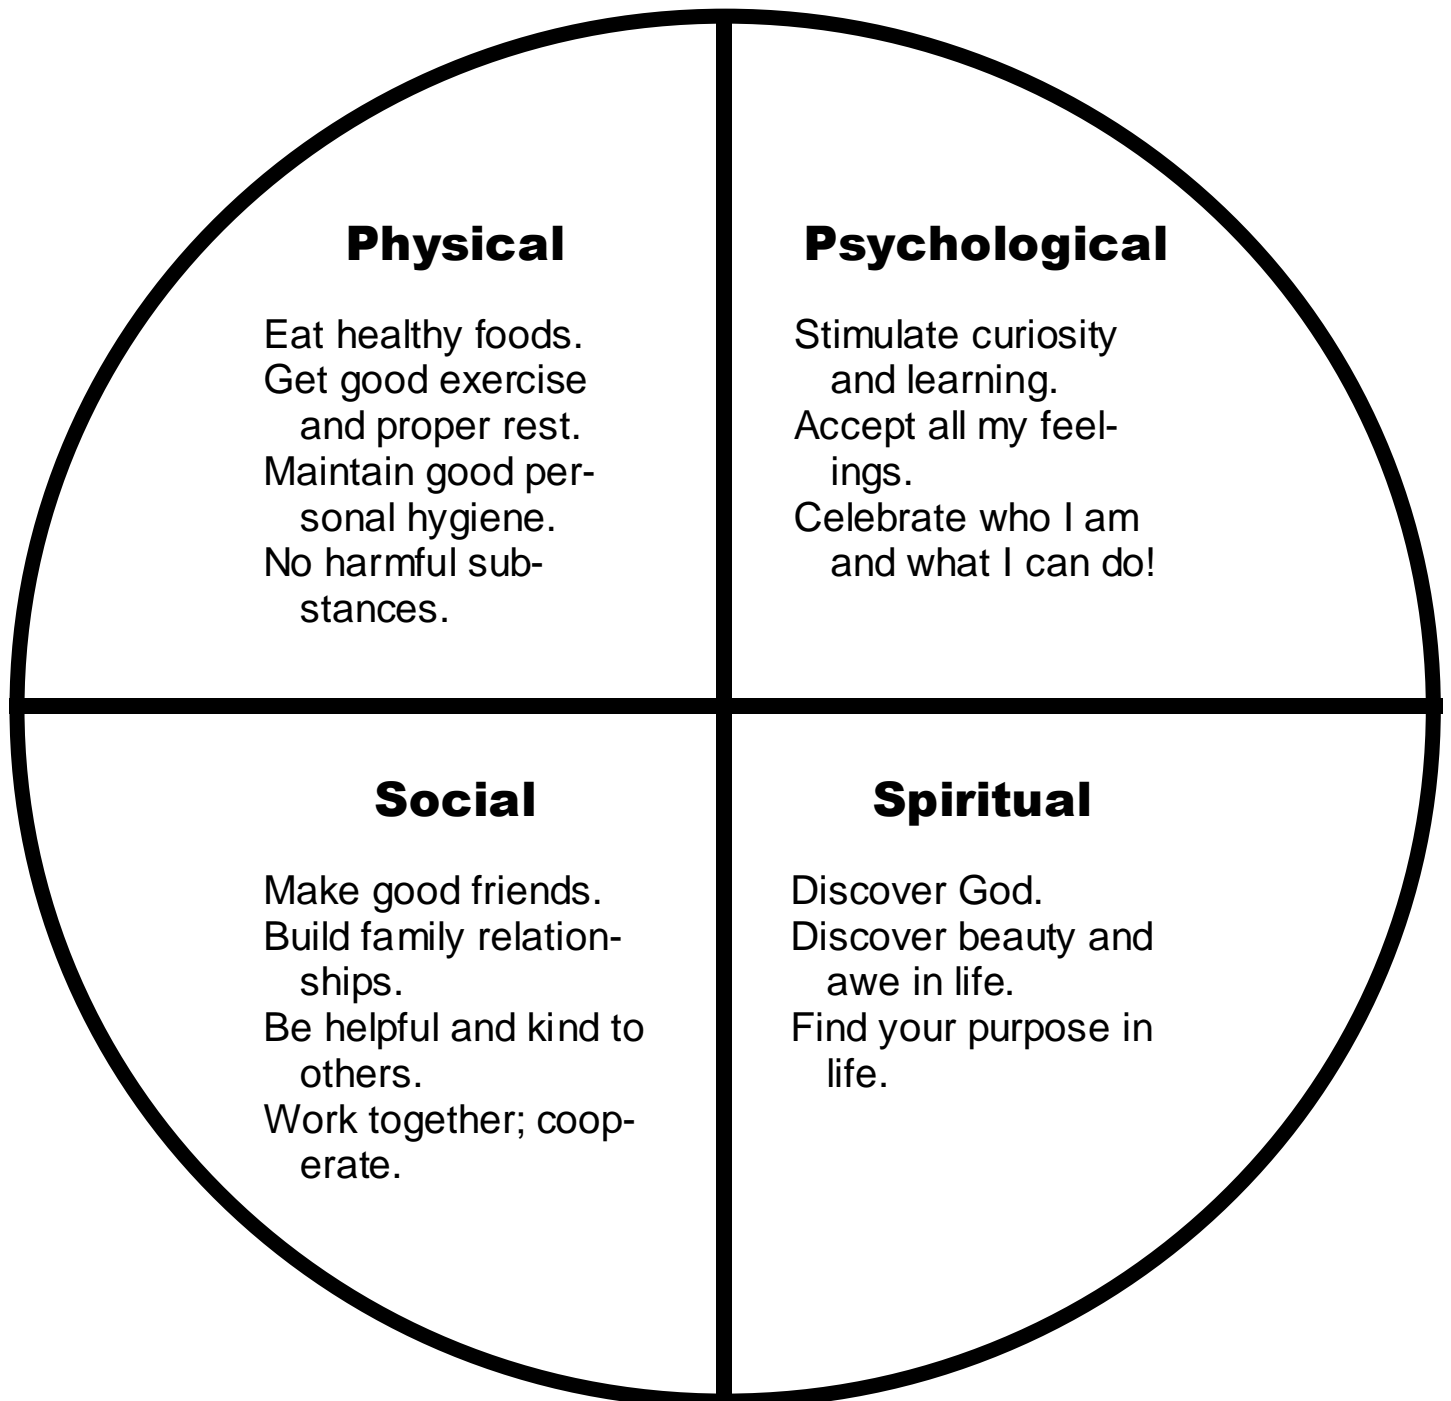 Physical
Eat healthy foods.
Get good exercise
and proper rest.
Maintain good per-
sonal hygiene.
No harmful sub-
stances.
Psychological
Stimulate curiosity
and learning.
Accept all my feel-
ings.
Celebrate who I am
and what I can do!
Social
Make good friends.
Build family relation-
ships.
Be helpful and kind to
others.
Work together; coop-
erate.
Spiritual
Discover God.
Discover beauty and
awe in life.
Find your purpose in
life.